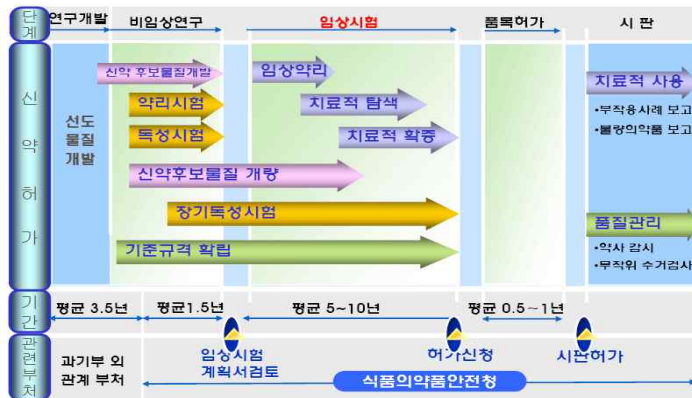 단계
연구개발
비임상연구
임상시험
품목허가
시 판
신약허가
선도
물질
개발
신약 후보물질개발
약리시험
독성시험
임상약리
치료적 탐색
치료적 확증
신약후보물질 개량
장기독성시험
기준규격 확립
치료적 사용
•부작용사례 보고
•불량의약품 보고
품질관리
•약사 감시
•무작위 수거검사
기간
평균 3.5년
평균1.5년
평균 5~10년
평균 0.5~1년
관련부처
과기부 외
관계 부처
임상시험
계획서검토
허가신청
시판허가
식품의약품안전청